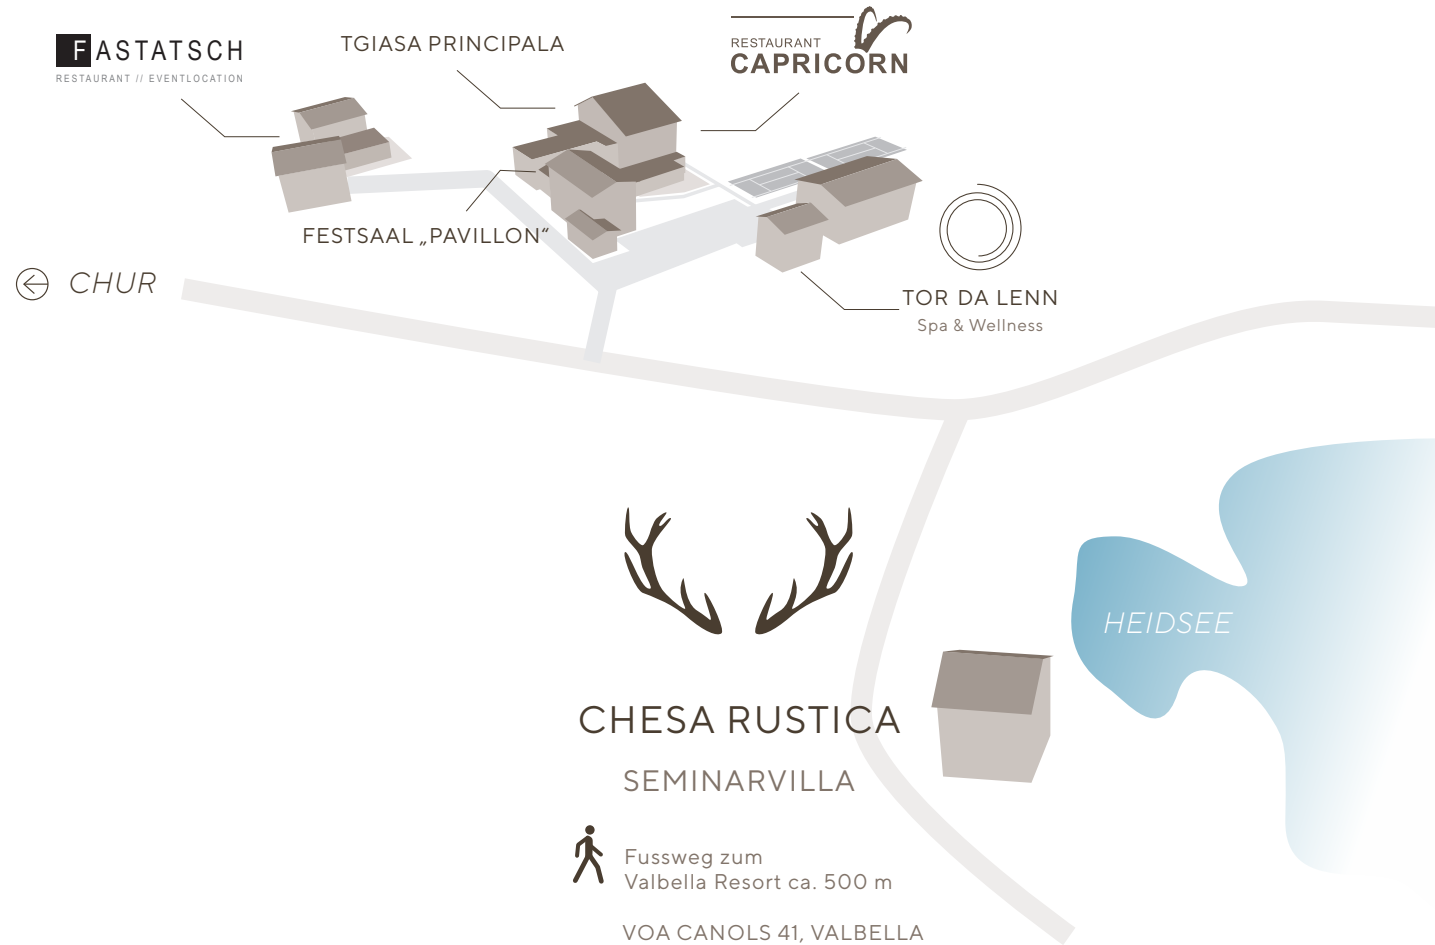 FASTATSCH
RESTAURANT // EVENTLOCATION
TGIASA PRINCIPALA
RESTAURANT
CAPRICORN
FESTSAAL „PAVILLON“
CHUR
TOR DA LENN
Spa & Wellness
HEIDSEE
CHESA RUSTICA
SEMINARVILLA
Fussweg zum
Valbella Resort ca. 500 m
VOA CANOLS 41, VALBELLA